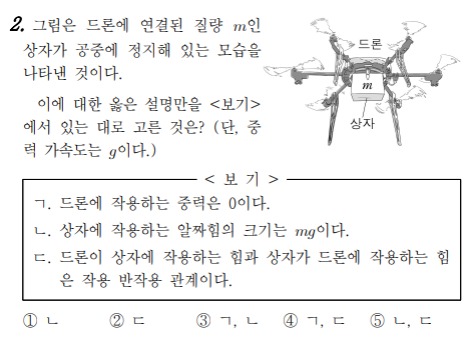 2. 그림은 드론에 연결된 질량 m인
상자가 공중에 정지해 있는 모습을
나타낸 것이다.
이에 대한 옳은 설명만을 <보기>
에서 있는 대로 고른 것은? (단, 중
력 가속도는 g이다.)
드론
m
상자
< 보 기 >
ㄱ. 드론에 작용하는 중력은 0이다.
ㄴ. 상자에 작용하는 알짜힘의 크기는 mg이다.
ㄷ. 드론이 상자에 작용하는 힘과 상자가 드론에 작용하는 힘
은 작용 반작용 관계이다.
① ㄴ ② ㄷ ③ ㄱ, ㄴ ④ ㄱ, ㄷ ⑤ ㄴ, ㄷ